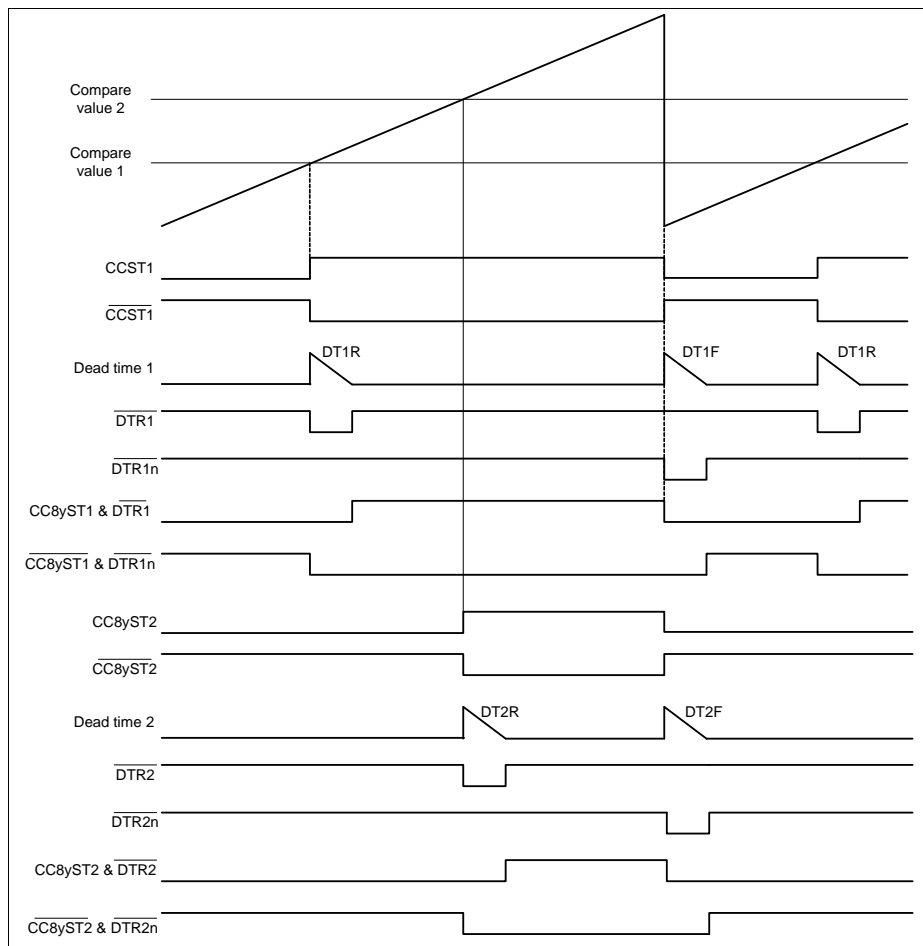 Compare
value 2
Compare
value 1
CCST1
CCST1
DT1R
DT1F
DT1R
Dead time 1
DTR1
DTR1n
CC8yST1 & DTR1
CC8yST1 & DTR1n
CC8yST2
CC8yST2
DT2R
DT2F
Dead time 2
DTR2
DTR2n
CC8yST2 & DTR2
CC8yST2 & DTR2n